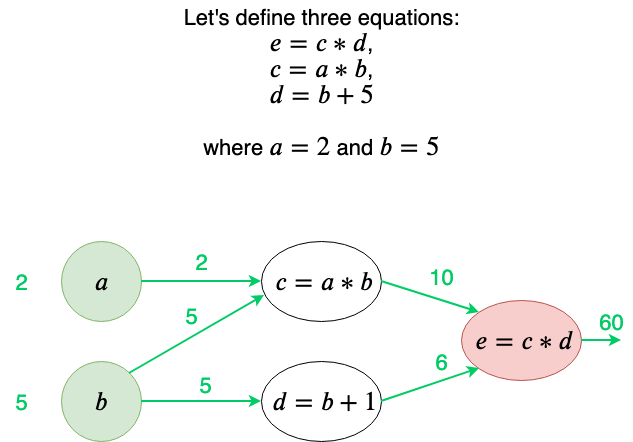 Let's define three equations:
e = c * d,
c = a * b,
d = b + 5
where a = 2 and b = 5
2
a
2
c = a * b
10
5
e = c * d
60
5
b
5
d = b + 1
6